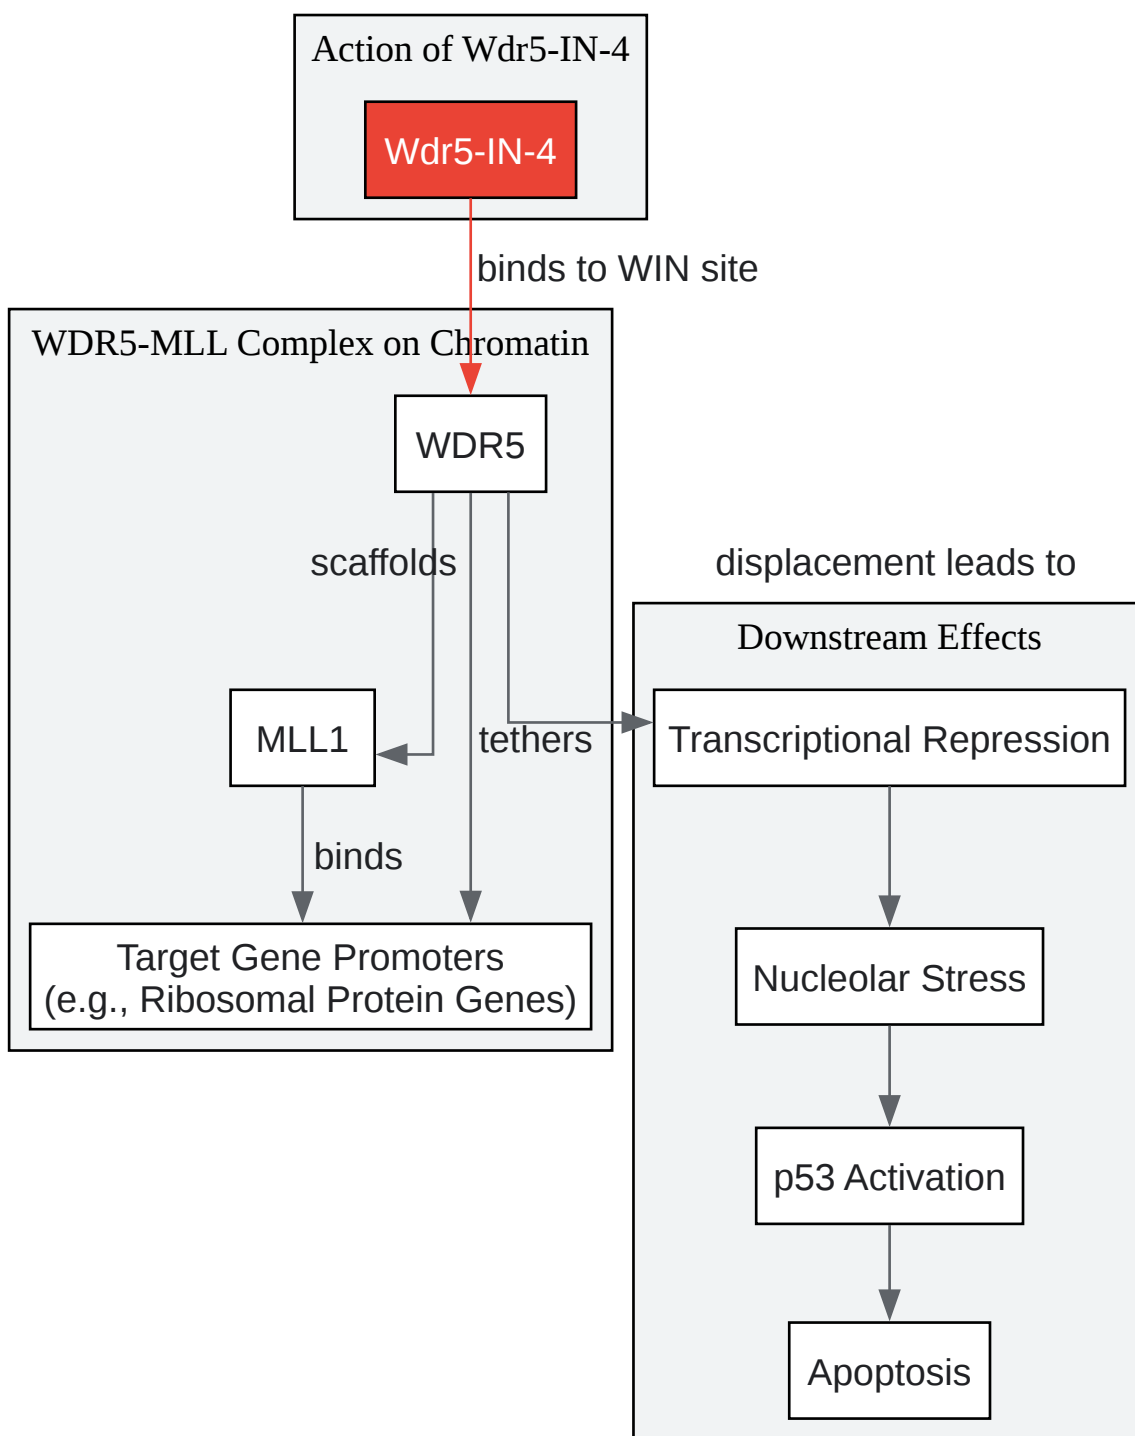 Action of Wdr5-IN-4
Wdr5-IN-4
binds to WIN site
WDR5-MLL Complex on Chromatin
WDR5
scaffolds
displacement leads to
Downstream Effects
MLL1
tethers
Transcriptional Repression
binds
Target Gene Promoters
(e.g., Ribosomal Protein Genes)
Nucleolar Stress
p53 Activation
Apoptosis